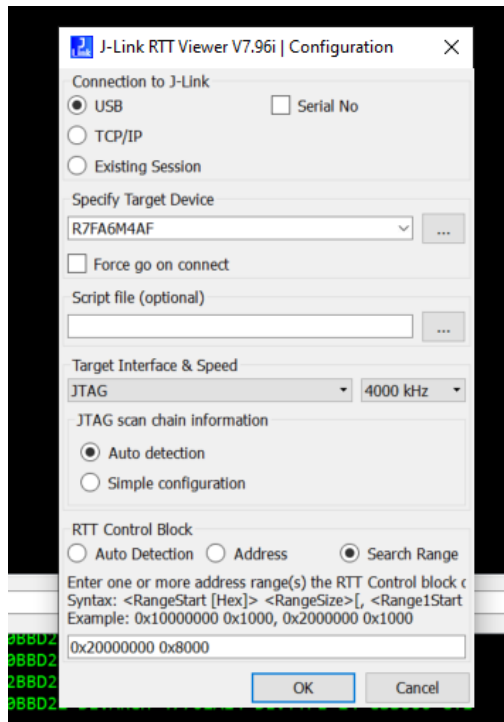 J-Link RTT Viewer V7.96i | Configuration
Connection to J-Link
USB
Serial No
TCP/IP
Existing Session
Specify Target Device
R7FA6M4AF
...
Force go on connect
Script file (optional)
...
Target Interface & Speed
JTAG
4000 kHz
JTAG scan chain information
Auto detection
Simple configuration
RTT Control Block
Auto Detection
Address
Search Range
Enter one or more address range(s) the RTT Control block
Syntax: <RangeStart [Hex]> <RangeSize>[, <Range1Start
Example: 0x10000000 0x1000, 0x2000000 0x1000
0x20000000 0x8000
OK
Cancel